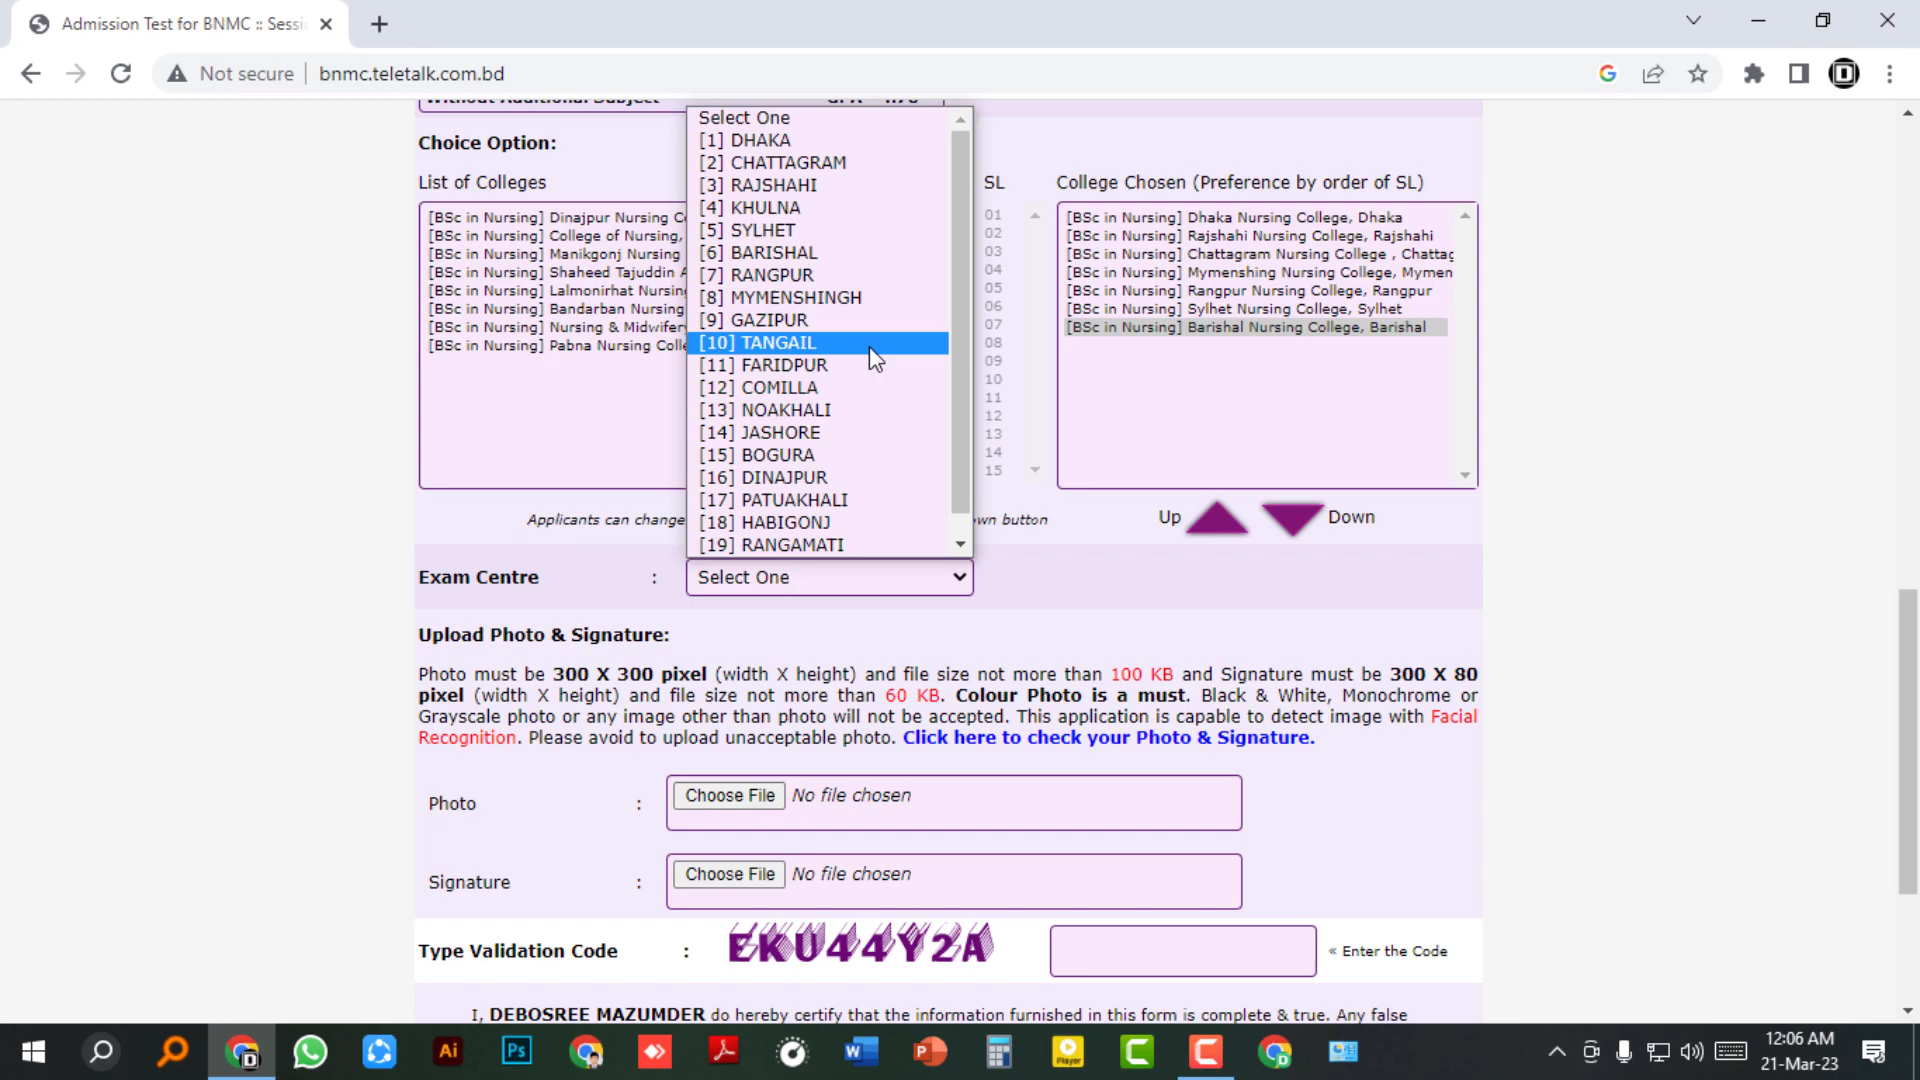 Admission Test for BNMC :: Sessi
Not secure
bnmc.teletalk.com.bd
Without Additional Subject
Choice Option:
List of Colleges
[BSc in Nursing] Dinajpur Nursing C
[BSc in Nursing] College of Nursing,
[BSc in Nursing] Manikgonj Nursing
[BSc in Nursing] Shaheed Tajuddin A
[BSc in Nursing] Lalmonirhat Nursing
[BSc in Nursing] Bandarban Nursing
[BSc in Nursing] Nursing & Midwifery
[BSc in Nursing] Pabna Nursing Coll
Select One
[1] DHAKA
[2] CHATTAGRAM
[3] RAJSHAHI
[4] KHULNA
[5] SYLHET
[6] BARISHAL
[7] RANGPUR
[8] MYMENSHINGH
[9] GAZIPUR
[10] TANGAIL
[11] FARIDPUR
[12] COMILLA
[13] NOAKHALI
[14] JASHORE
[15] BOGURA
[16] DINAJPUR
[17] PATUAKHALI
[18] HABIGONJ
[19] RANGAMATI
SL
01
02
03
04
05
06
07
08
09
10
11
12
13
14
15
College Chosen (Preference by order of SL)
[BSc in Nursing] Dhaka Nursing College, Dhaka
[BSc in Nursing] Rajshahi Nursing College, Rajshahi
[BSc in Nursing] Chattagram Nursing College , Chattag
[BSc in Nursing] Mymenshing Nursing College, Mymen
[BSc in Nursing] Rangpur Nursing College, Rangpur
[BSc in Nursing] Sylhet Nursing College, Sylhet
[BSc in Nursing] Barishal Nursing College, Barishal
Applicants can change
wn button
Up
Down
Exam Centre : Select One
Upload Photo & Signature:
Photo must be 300 X 300 pixel (width X height) and file size not more than 100 KB and Signature must be 300 X 80
pixel (width X height) and file size not more than 60 KB. Colour Photo is a must. Black & White, Monochrome or
Grayscale photo or any image other than photo will not be accepted. This application is capable to detect image with Facial
Recognition. Please avoid to upload unacceptable photo. Click here to check your Photo & Signature.
Photo : Choose File No file chosen
Signature : Choose File No file chosen
Type Validation Code : EKU44Y2A « Enter the Code
I, DEBOSREE MAZUMDER do hereby certify that the information furnished in this form is complete & true. Any false
Ai
Ps
Player
12:06 AM
21-Mar-23